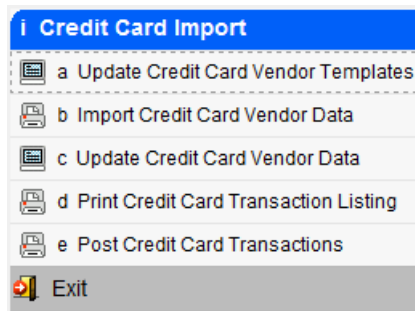 i Credit Card Import
a Update Credit Card Vendor Templates
b Import Credit Card Vendor Data
c Update Credit Card Vendor Data
d Print Credit Card Transaction Listing
e Post Credit Card Transactions
Exit